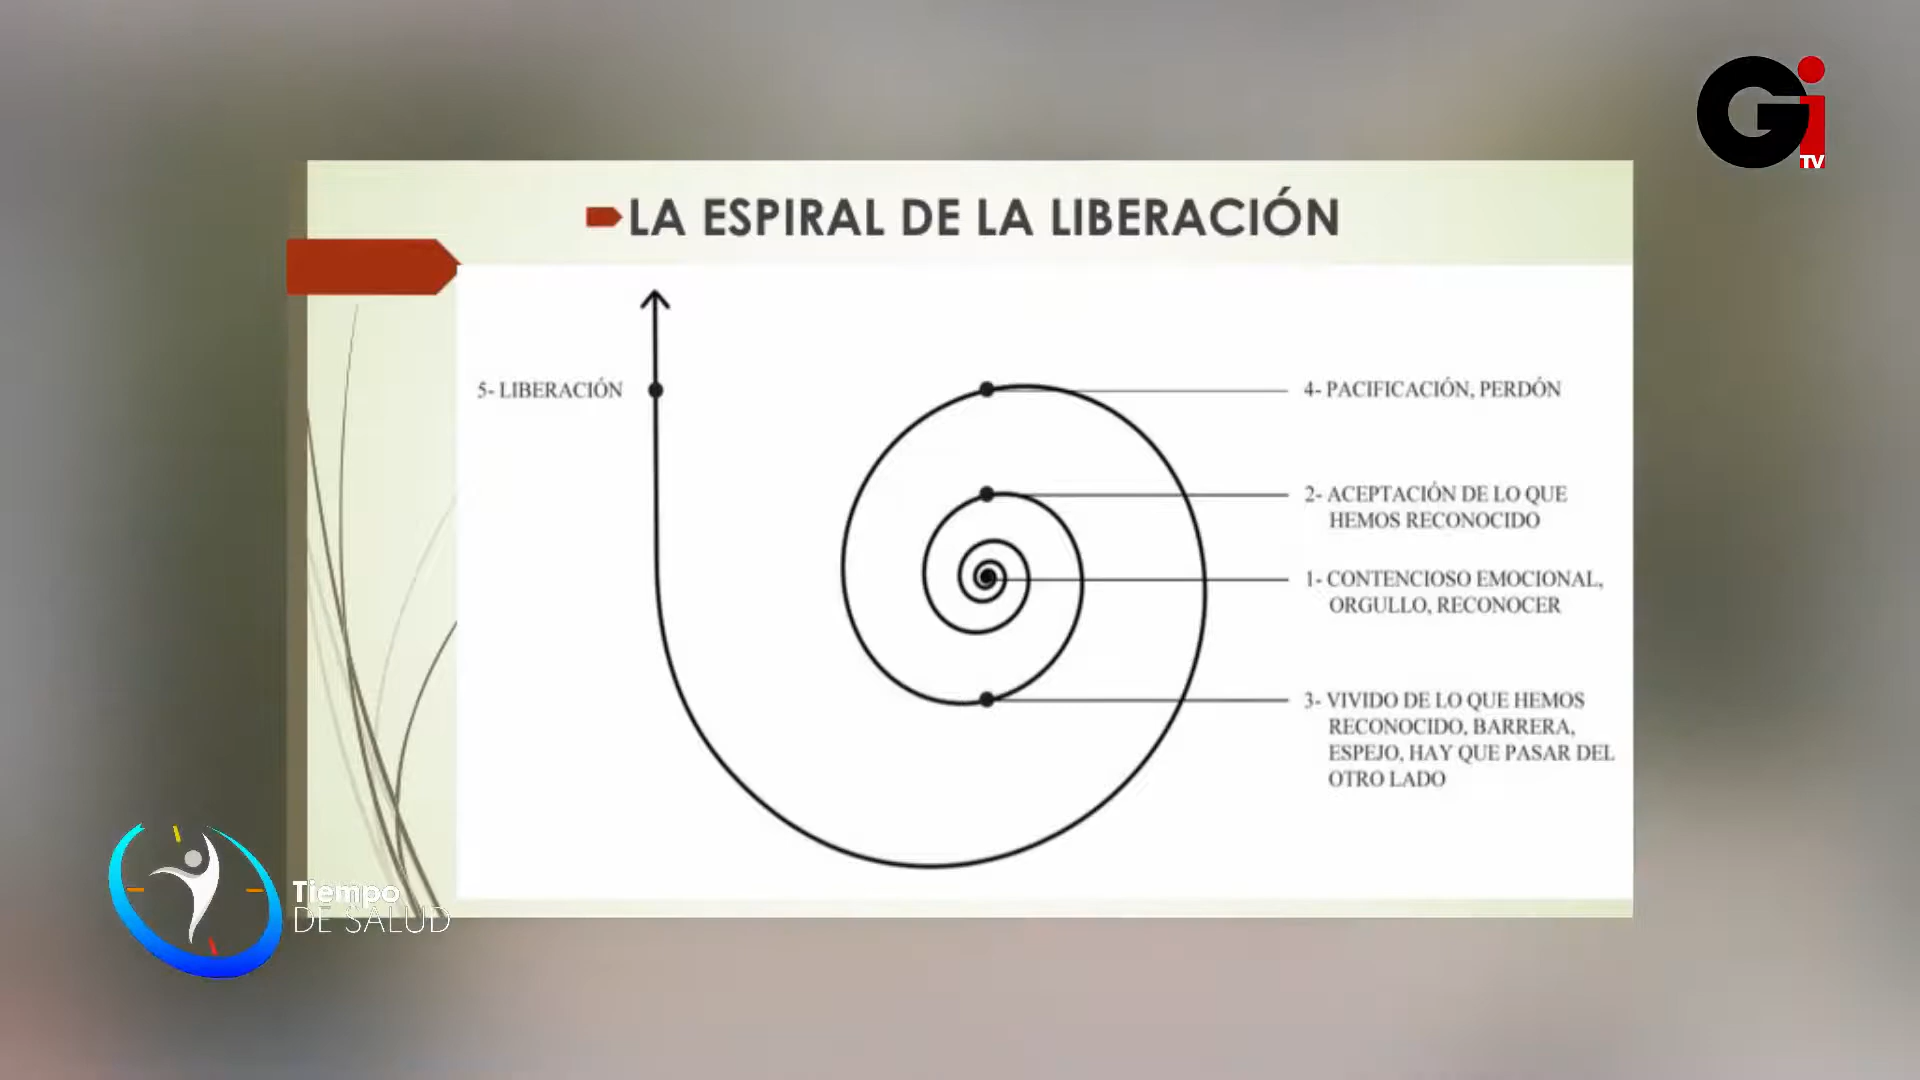 Gi
TV
LA ESPIRAL DE LA LIBERACIÓN
5- LIBERACIÓN
4- PACIFICACIÓN, PERDÓN
2- ACEPTACIÓN DE LO QUE
HEMOS RECONOCIDO
1- CONTENCIOSO EMOCIONAL,
ORGULLO, RECONOCER
3- VIVIDO DE LO QUE HEMOS
RECONOCIDO, BARRERA,
ESPEJO, HAY QUE PASAR DEL
OTRO LADO
Tiempo
DE SALUD